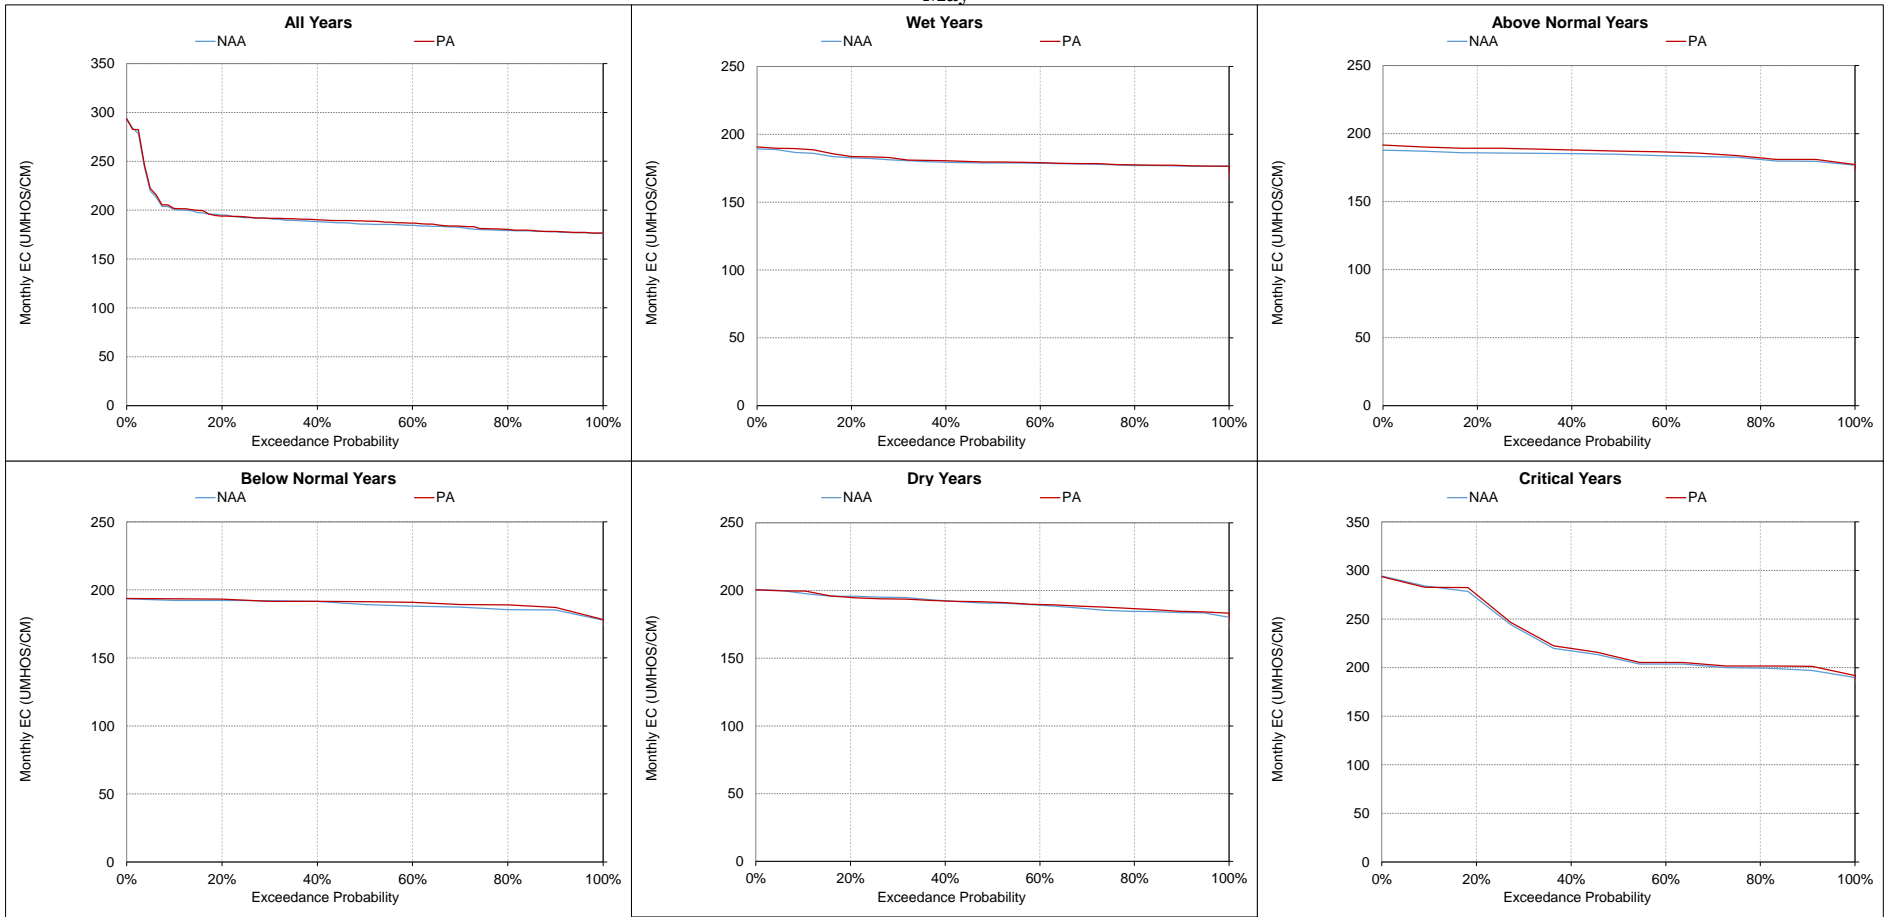 May
All Years
NAA PA
350
300
250
200
150
100
50
0
Monthly EC (UMHOS/CM)
0% 20% 40% 60% 80% 100%
Exceedance Probability
Wet Years
NAA PA
250
200
150
100
50
0
Monthly EC (UMHOS/CM)
0% 20% 40% 60% 80% 100%
Exceedance Probability
Above Normal Years
NAA PA
250
200
150
100
50
0
Monthly EC (UMHOS/CM)
0% 20% 40% 60% 80% 100%
Exceedance Probability
Below Normal Years
NAA PA
250
200
150
100
50
0
Monthly EC (UMHOS/CM)
0% 20% 40% 60% 80% 100%
Exceedance Probability
Dry Years
NAA PA
250
200
150
100
50
0
Monthly EC (UMHOS/CM)
0% 20% 40% 60% 80% 100%
Exceedance Probability
Critical Years
NAA PA
350
300
250
200
150
100
50
0
Monthly EC (UMHOS/CM)
0% 20% 40% 60% 80% 100%
Exceedance Probability